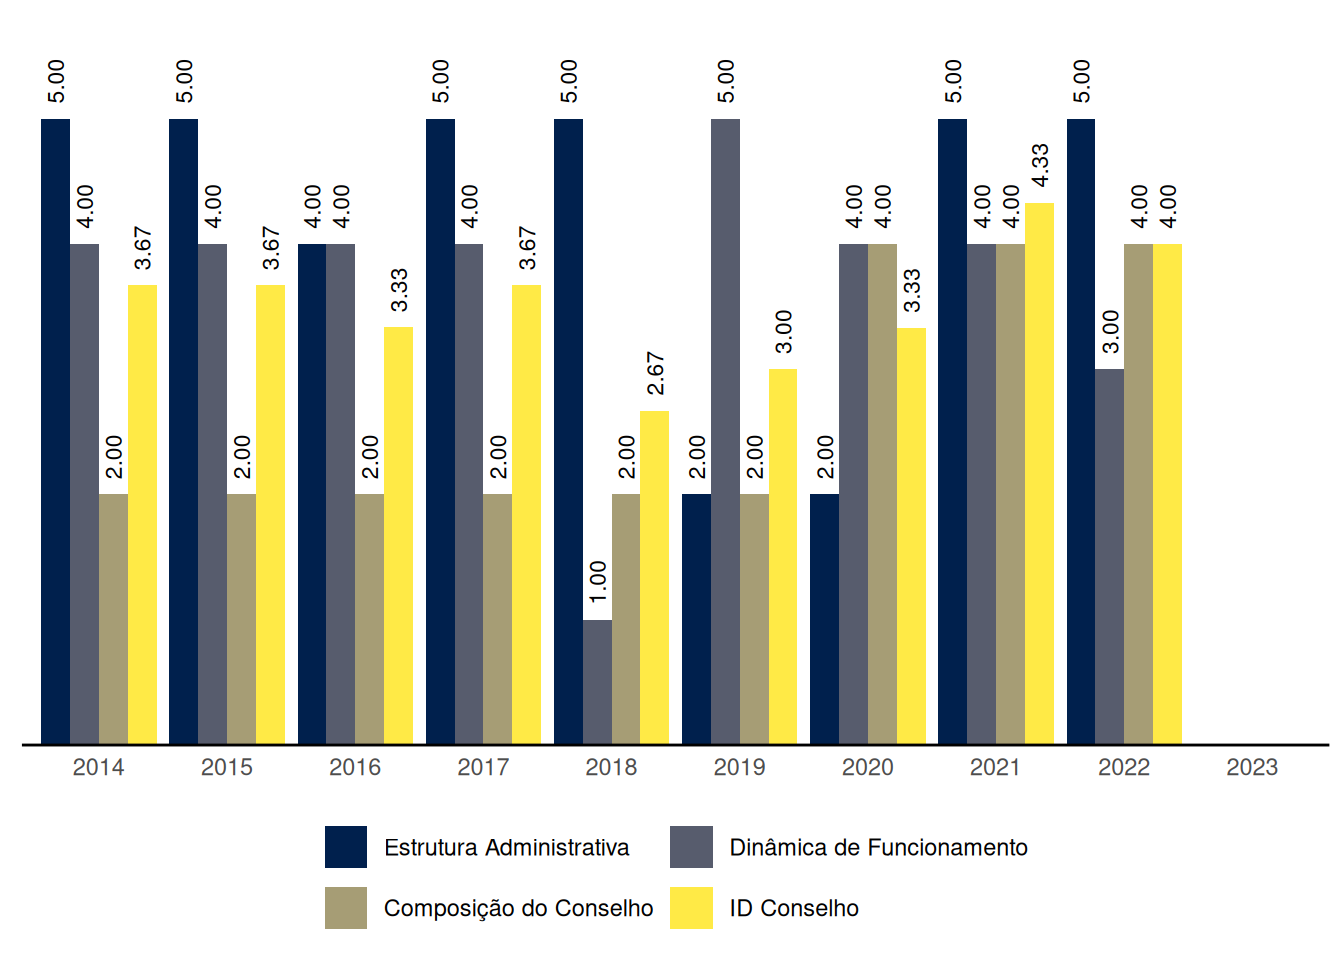 5.00 4.00 2.00 3.67
5.00 4.00 2.00 3.67
4.00 4.00 2.00 3.33
5.00 4.00 2.00 3.67
5.00 1.00 2.00 2.67
2.00 5.00 2.00 3.00
2.00 4.00 4.00 3.33
5.00 4.00 4.00 4.33
5.00 3.00 4.00 4.00
2014 2015 2016 2017 2018 2019 2020 2021 2022 2023
Estrutura Administrativa Dinâmica de Funcionamento
Composição do Conselho ID Conselho